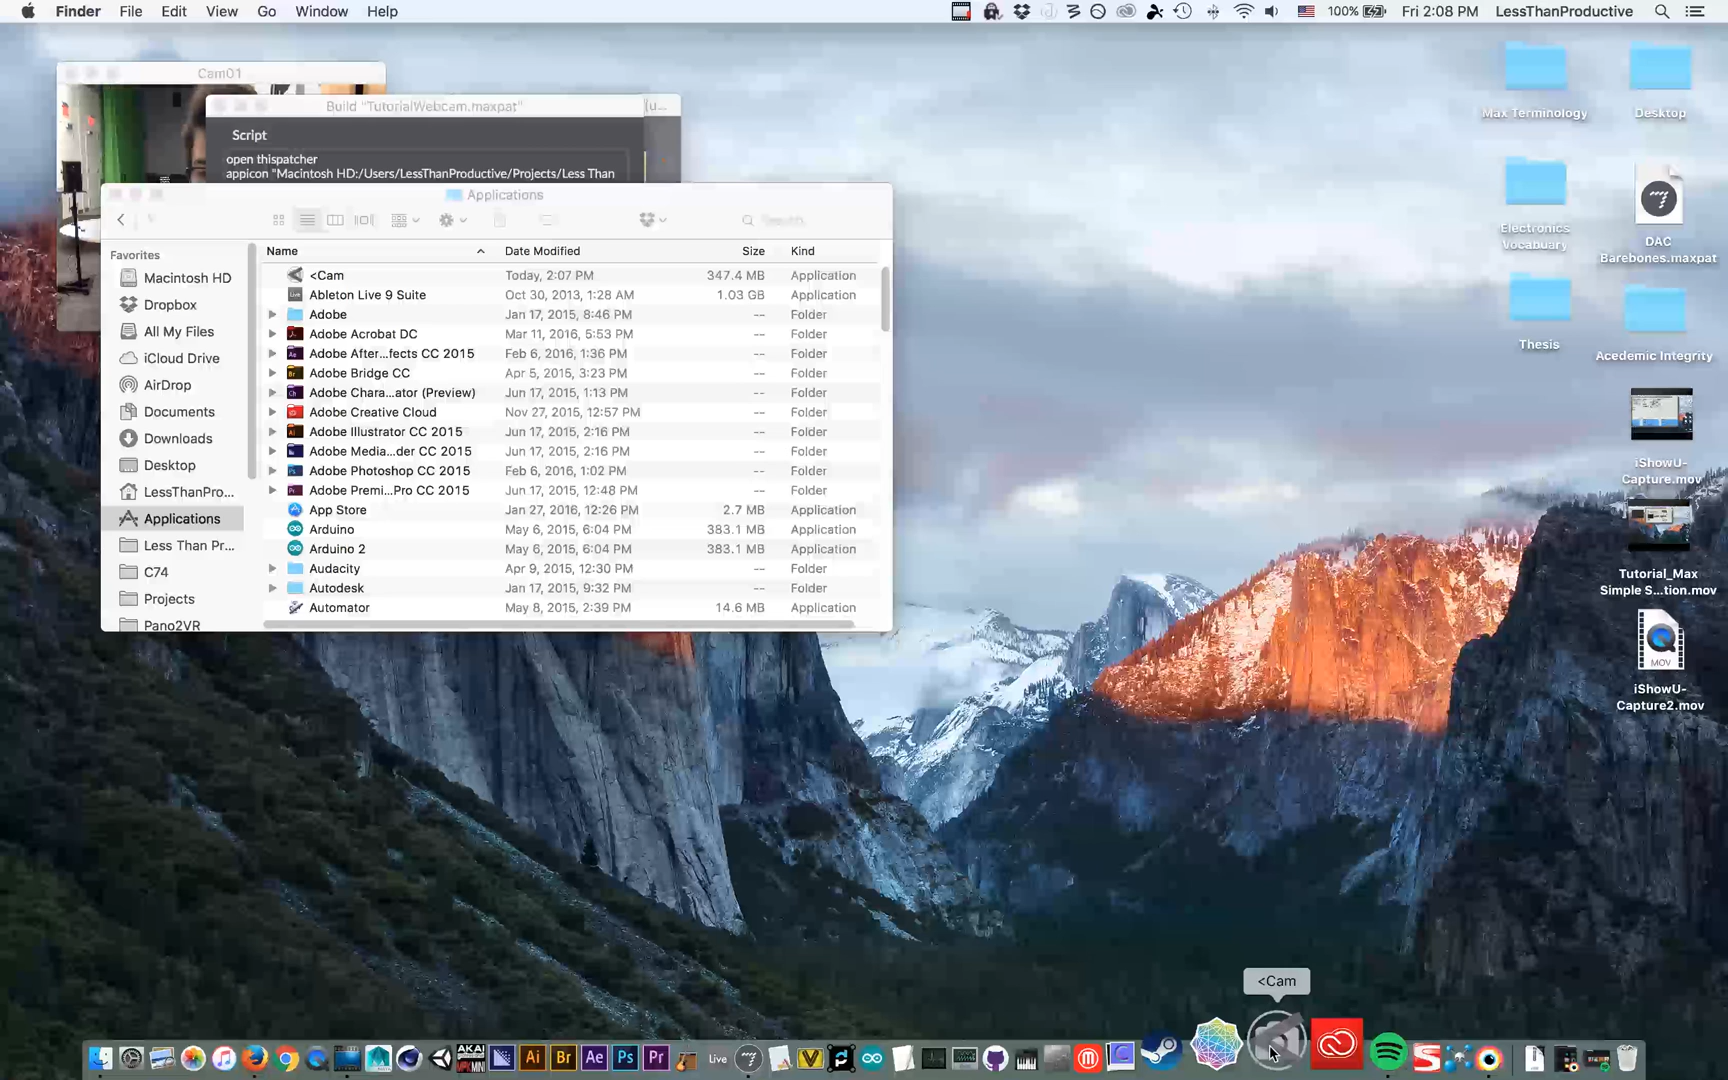 Finder File Edit View Go Window Help 100% Fri 2:08 PM LessThanProductive
Cam01
Build "TutorialWebcam.maxpat" (u...
Script
open thispatcher
appicon "Macintosh HD:/Users/LessThanProductive/Projects/Less Than
Applications
Search
Favorites
Macintosh HD
Dropbox
All My Files
iCloud Drive
AirDrop
Documents
Downloads
Desktop
LessThanPro...
Applications
Less Than Pr...
C74
Projects
Pano2VR
Name Date Modified Size Kind
<Cam Today, 2:07 PM 347.4 MB Application
Ableton Live 9 Suite Oct 30, 2013, 1:28 AM 1.03 GB Application
Adobe Jan 17, 2015, 8:46 PM -- Folder
Adobe Acrobat DC Mar 11, 2016, 5:53 PM -- Folder
Adobe After...fects CC 2015 Feb 6, 2016, 1:36 PM -- Folder
Adobe Bridge CC Apr 5, 2015, 3:23 PM -- Folder
Adobe Chara...ator (Preview) Jun 17, 2015, 1:13 PM -- Folder
Adobe Creative Cloud Nov 27, 2015, 12:57 PM -- Folder
Adobe Illustrator CC 2015 Jun 17, 2015, 2:16 PM -- Folder
Adobe Media...der CC 2015 Jun 17, 2015, 2:16 PM -- Folder
Adobe Photoshop CC 2015 Feb 6, 2016, 1:02 PM -- Folder
Adobe Premi...Pro CC 2015 Jun 17, 2015, 12:48 PM -- Folder
App Store Jan 27, 2016, 12:26 PM 2.7 MB Application
Arduino May 6, 2015, 6:04 PM 383.1 MB Application
Arduino 2 May 6, 2015, 6:04 PM 383.1 MB Application
Audacity Apr 9, 2015, 12:30 PM -- Folder
Autodesk Jan 17, 2015, 9:32 PM -- Folder
Automator May 8, 2015, 2:39 PM 14.6 MB Application
Max Terminology
Desktop
Electronics
Vocabuary
DAC
Barebones.maxpat
Thesis
Acedemic Integrity
iShowU-
Capture.mov
Tutorial_Max
Simple S...tion.mov
MOV
iShowU-
Capture2.mov
<Cam
AKAI
MPK
MINI
Ai Br Ae Ps Pr Live